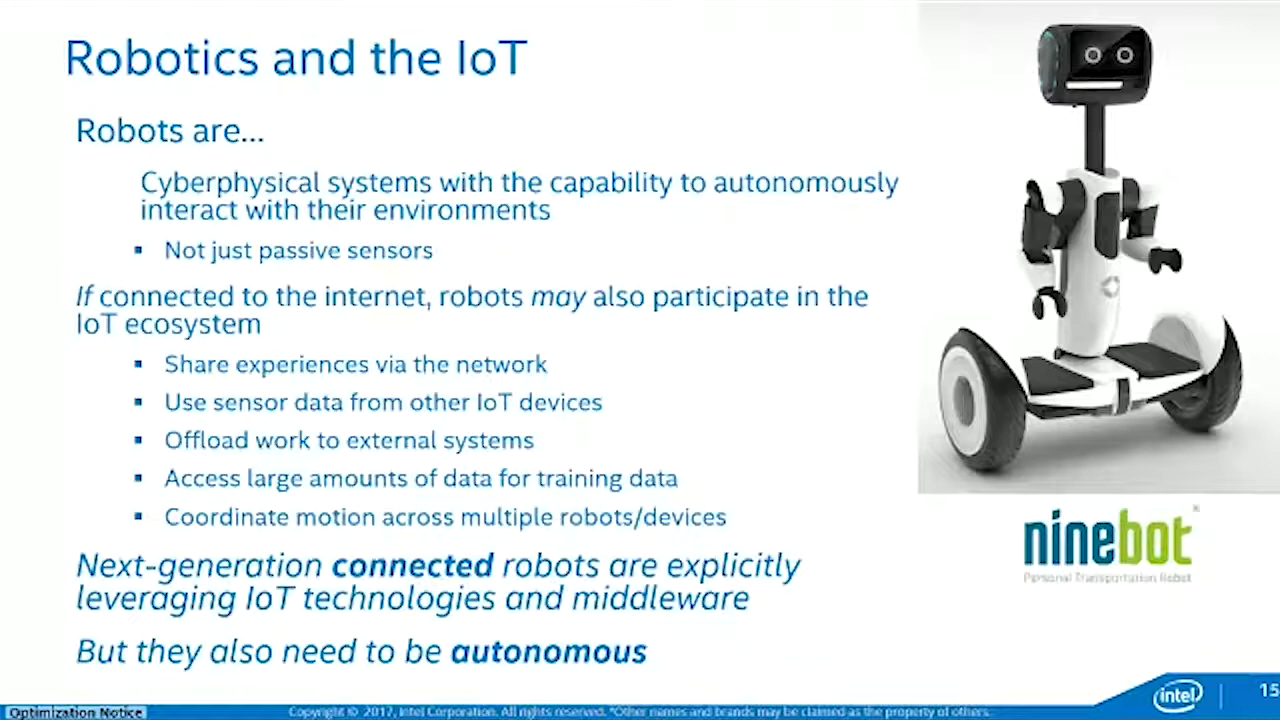 Robotics and the IoT
Robots are...
Cyberphysical systems with the capability to autonomously
interact with their environments
▪ Not just passive sensors
If connected to the internet, robots may also participate in the
IoT ecosystem
▪ Share experiences via the network
▪ Use sensor data from other IoT devices
▪ Offload work to external systems
▪ Access large amounts of data for training data
▪ Coordinate motion across multiple robots/devices
Next-generation connected robots are explicitly
leveraging IoT technologies and middleware
But they also need to be autonomous
ninebot
Personal Transportation Robot
Optimization Notice
Copyright © 2017, Intel Corporation. All rights reserved. *Other names and brands may be claimed as the property of others.
intel
15